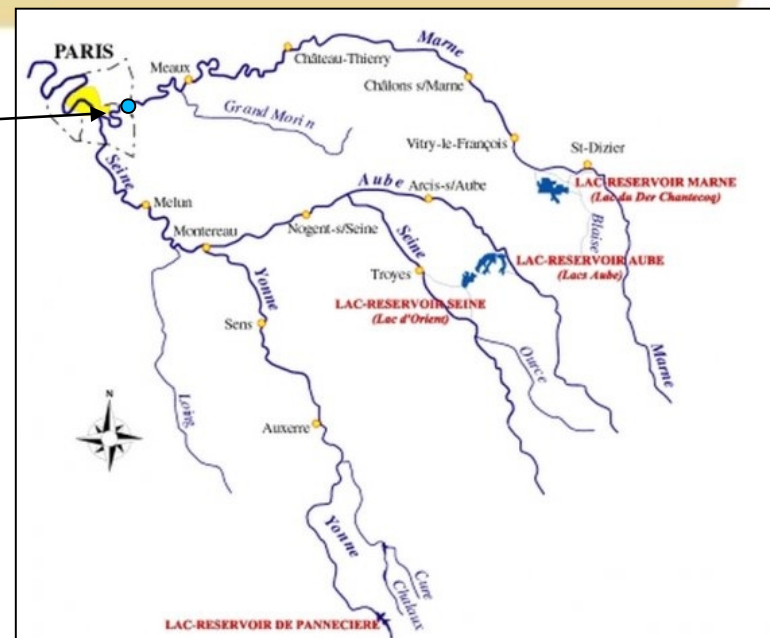 PARIS
Marne
Château-Thierry
Meaux
Châlons s/Marne
Grand Morin
Vitry-le-François
St-Dizier
Seine
Aube
Arcis-s/Aube
LAC-RESERVOIR MARNE
(Lac du Der Chantecoq)
Melun
Blaise
Montereau
Nogent-s/Seine
Seine
LAC-RESERVOIR AUBE
(Lacs Aube)
Troyes
Yonne
LAC-RESERVOIR SEINE
(Lac d'Orient)
Sens
Ource
Marne
Loing
N
Auxerre
Yonne
Cure
Chalaux
LAC-RESERVOIR DE PANNECIERE